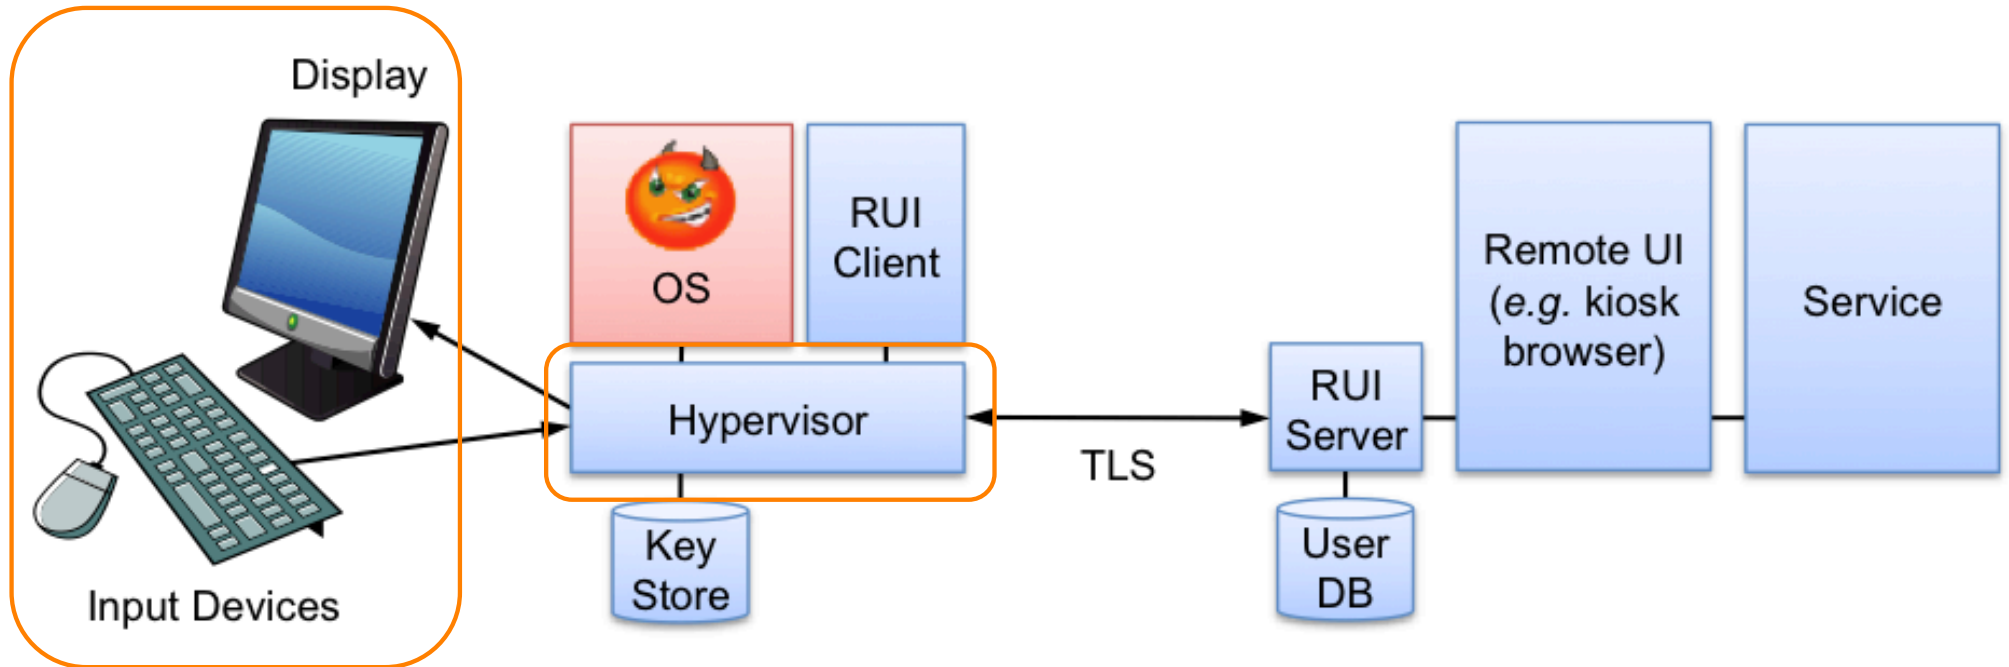 Display
Input Devices
OS
RUI
Client
Hypervisor
Key
Store
TLS
RUI
Server
User
DB
Remote UI
(e.g. kiosk
browser)
Service